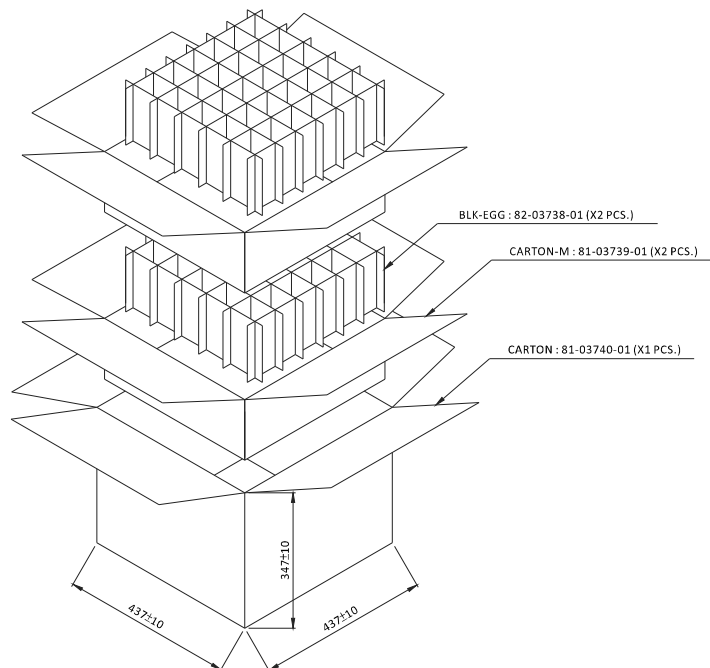 BLK-EGG : 82-03738-01 (X2 PCS.)
CARTON-M : 81-03739-01 (X2 PCS.)
CARTON : 81-03740-01 (X1 PCS.)
347±10
437±10
437±10